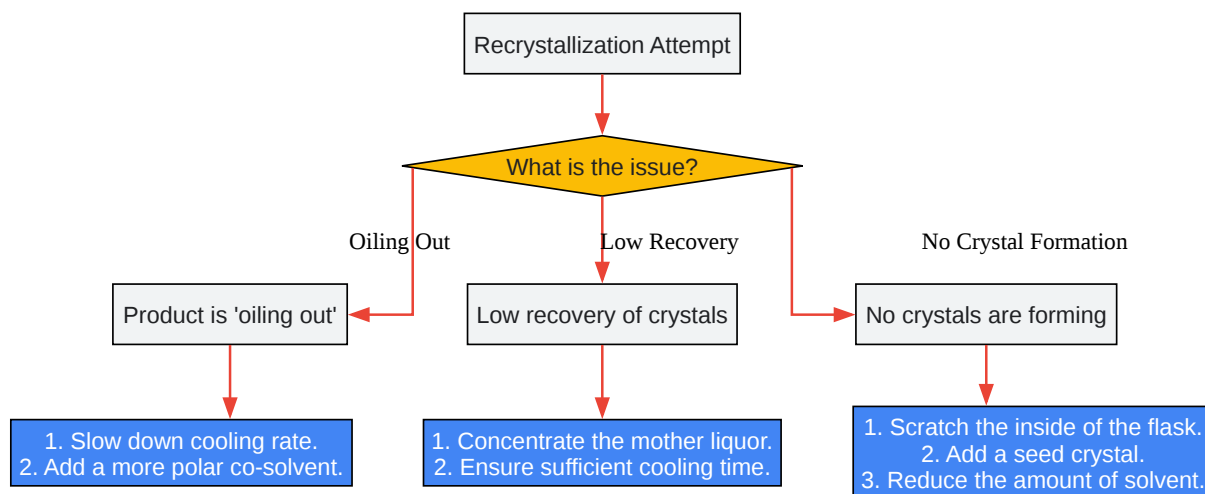 Recrystallization Attempt
What is the issue?
Oiling Out
Low Recovery
No Crystal Formation
Product is 'oiling out'
Low recovery of crystals
No crystals are forming
1. Slow down cooling rate.
2. Add a more polar co-solvent.
1. Concentrate the mother liquor.
2. Ensure sufficient cooling time.
1. Scratch the inside of the flask.
2. Add a seed crystal.
3. Reduce the amount of solvent.